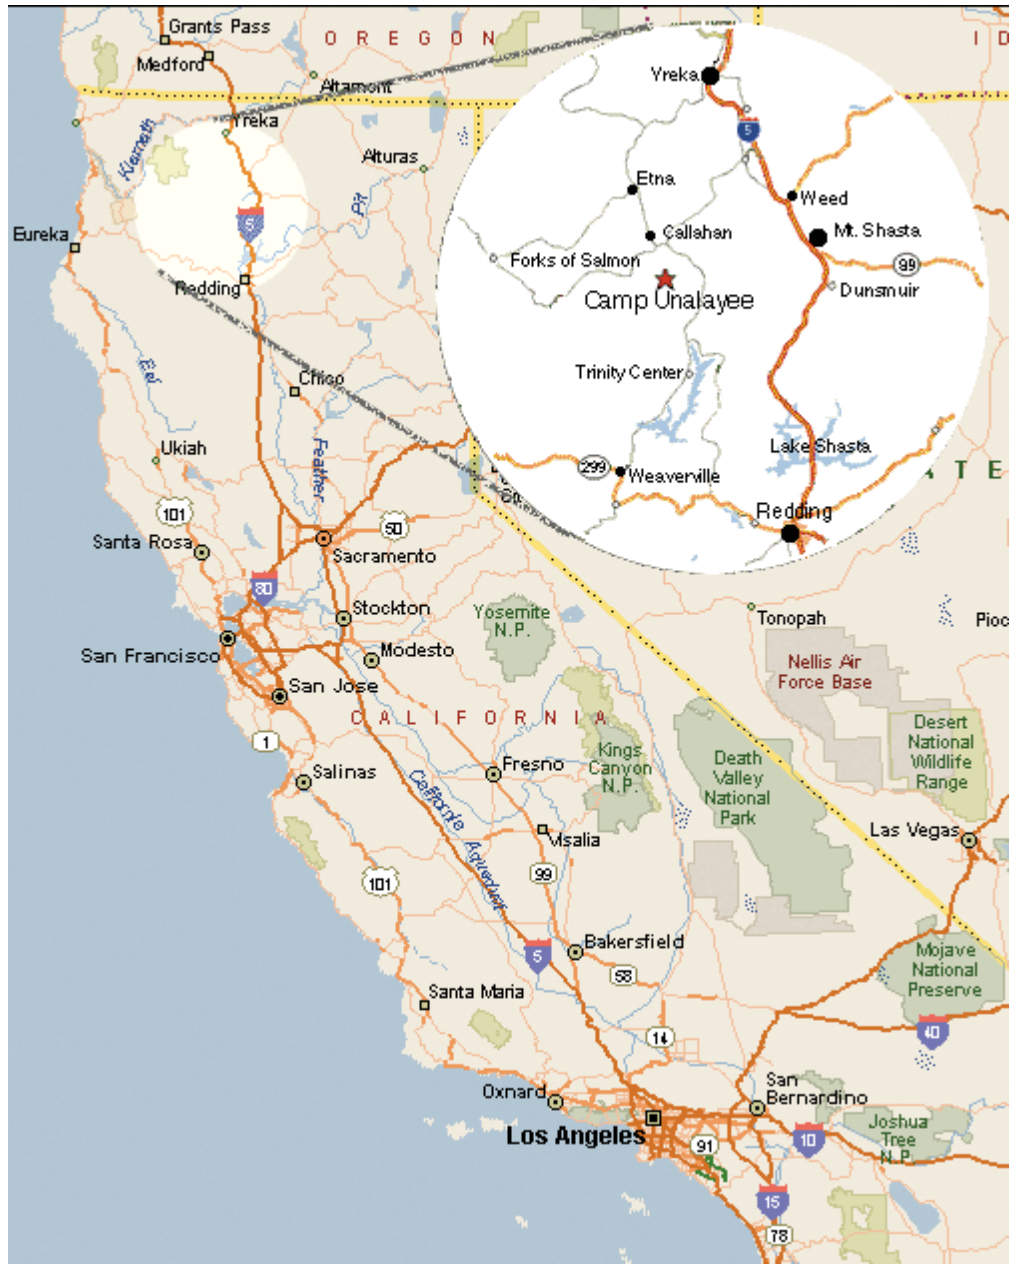 Grants Pass
OREGON
ID
Medford
Altamont
Yreka
Klamath
Yreka
5
Alturas
Etna
Weed
Pit
5
Callahan
Mt. Shasta
Eureka
Forks of Salmon
99
Redding
Camp Unalayee
Dunsmuir
Trinity Center
Eel
Chico
Ukiah
Feather
Lake Shasta
299
Weaverville
ATE
101
50
Redding
Santa Rosa
Sacramento
80
Stockton
Yosemite
N.P.
Tonopah
Pioc
San Francisco
Modesto
Nellis Air
Force Base
San Jose
CALIFORNIA
1
Desert
National
Wildlife
Range
Kings
Canyon
N.P.
Death
Valley
National
Park
Salinas
Fresno
California Aqueduct
Visalia
Las Vegas
99
101
5
Bakersfield
58
Mojave
National
Preserve
Santa Maria
14
40
Oxnard
San
Bernardino
Los Angeles
91
10
Joshua
Tree
N.P.
15
78